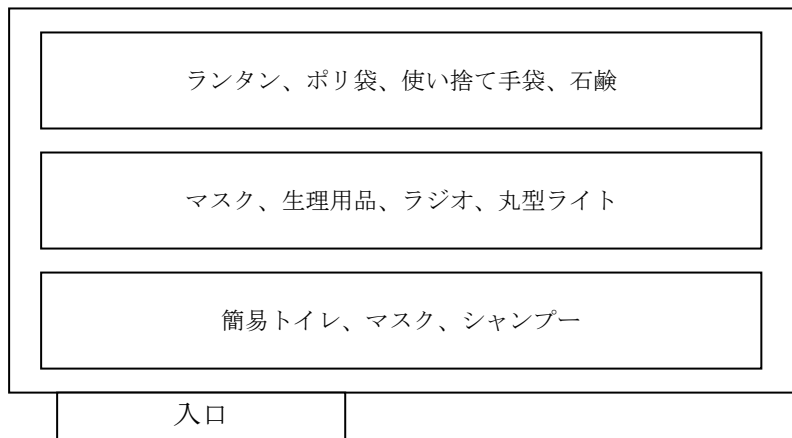 ランタン、ポリ袋、使い捨て手袋、石鹸
マスク、生理用品、ラジオ、丸型ライト
簡易トイレ、マスク、シャンプー
入口